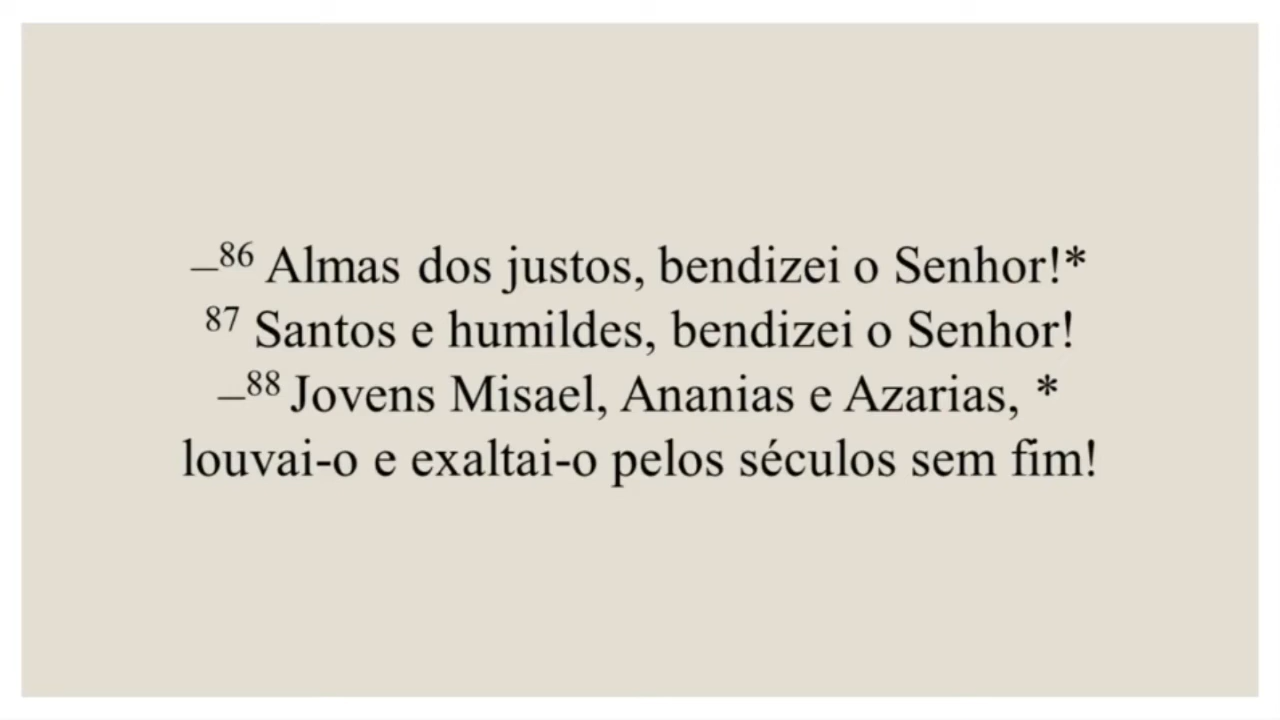 –⁸⁶ Almas dos justos, bendizei o Senhor!*
⁸⁷ Santos e humildes, bendizei o Senhor!
–⁸⁸ Jovens Misael, Ananias e Azarias, *
louvai-o e exaltai-o pelos séculos sem fim!